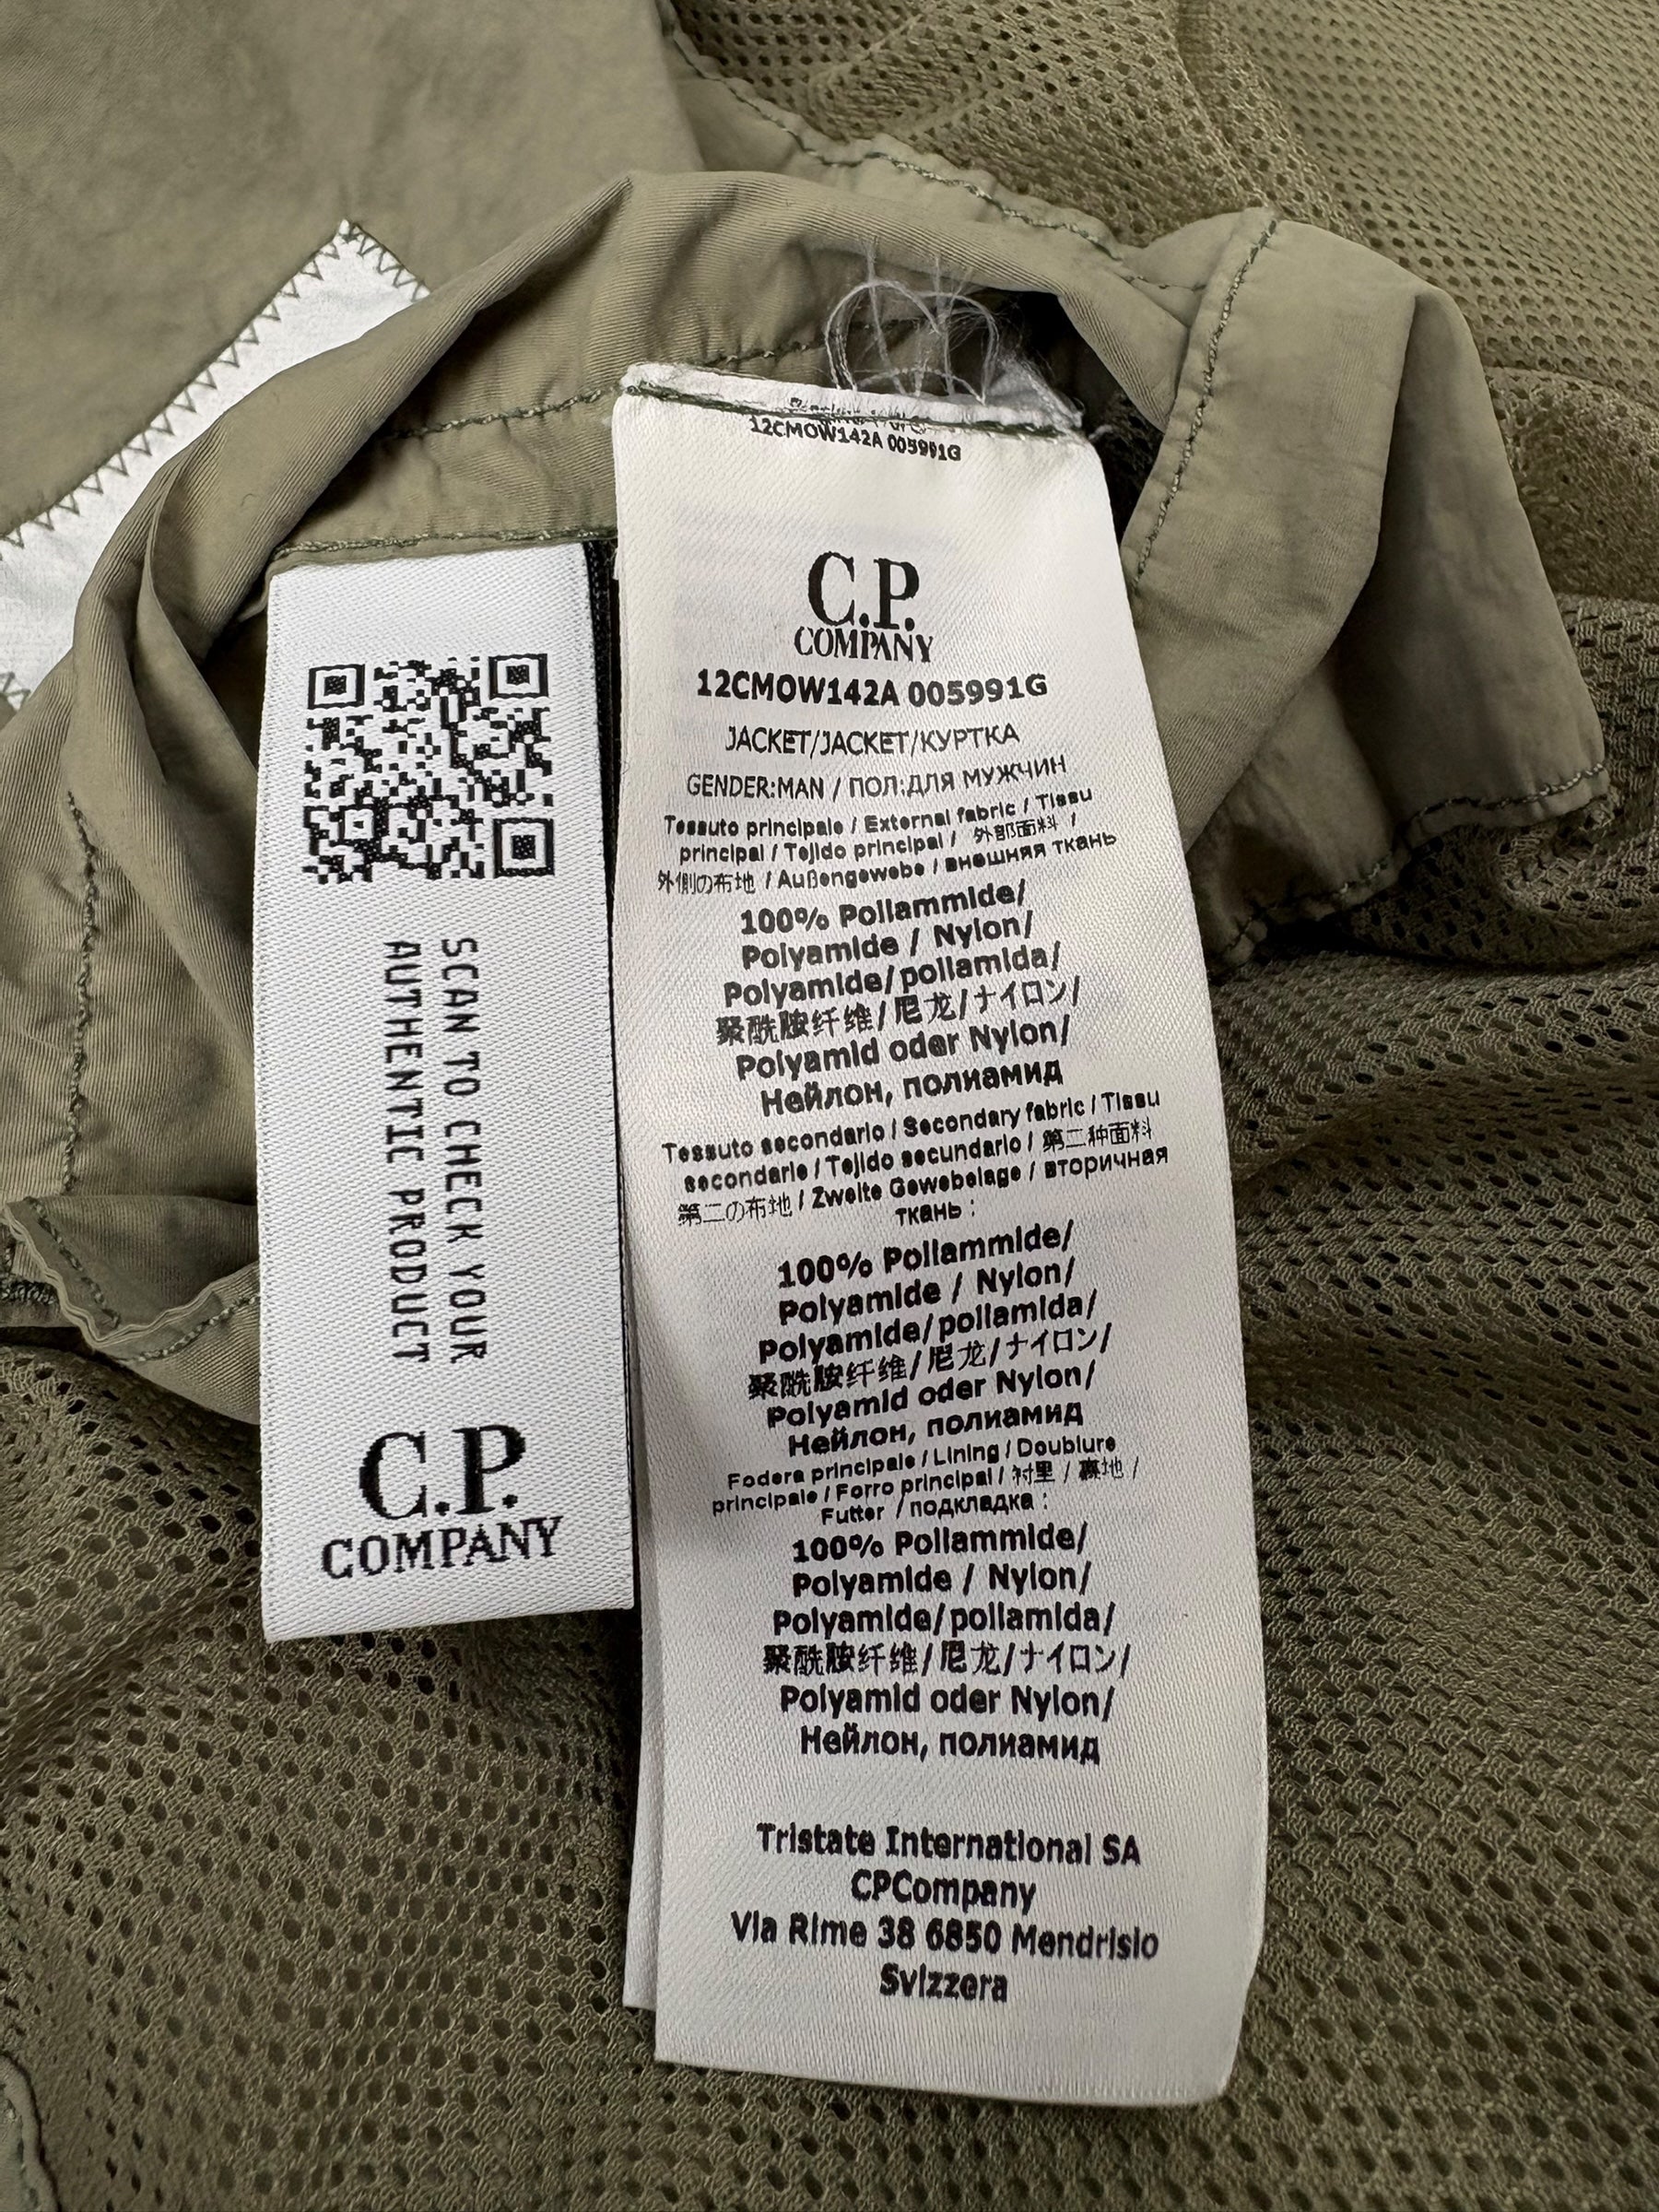 12CMOW142A 005991G
C.P.
COMPANY
12CMOW142A 005991G
JACKET/JACKET/КУРТКА
GENDER:MAN / ПОЛ:ДЛЯ МУЖЧИН
Tessuto principale / External fabric / Tissu
principal / Tejido principal / 外部面料 /
外側の布地 / Außengewebe / внешняя ткань
100% Poliammide/
Polyamide / Nylon/
Polyamide/poliamida/
聚酰胺纤维/尼龙/ナイロン/
Polyamid oder Nylon/
Нейлон, полиамид
Tessuto secondario / Secondary fabric / Tissu
secondarie / Tejido secundario / 第二种面料
第二の布地 / Zweite Gewebelage / вторичная
ткань :
100% Poliammide/
Polyamide / Nylon/
Polyamide/poliamida/
聚酰胺纤维/尼龙/ナイロン/
Polyamid oder Nylon/
Нейлон, полиамид
Fodera principale / Lining / Doublure
principale / Forro principal / 衬里 / 裏地 /
Futter / подкладка :
100% Poliammide/
Polyamide / Nylon/
Polyamide/poliamida/
聚酰胺纤维/尼龙/ナイロン/
Polyamid oder Nylon/
Нейлон, полиамид
Tristate International SA
CPCompany
Via Rime 38 6850 Mendrisio
Svizzera
SCAN TO CHECK YOUR
AUTHENTIC PRODUCT
C.P.
COMPANY